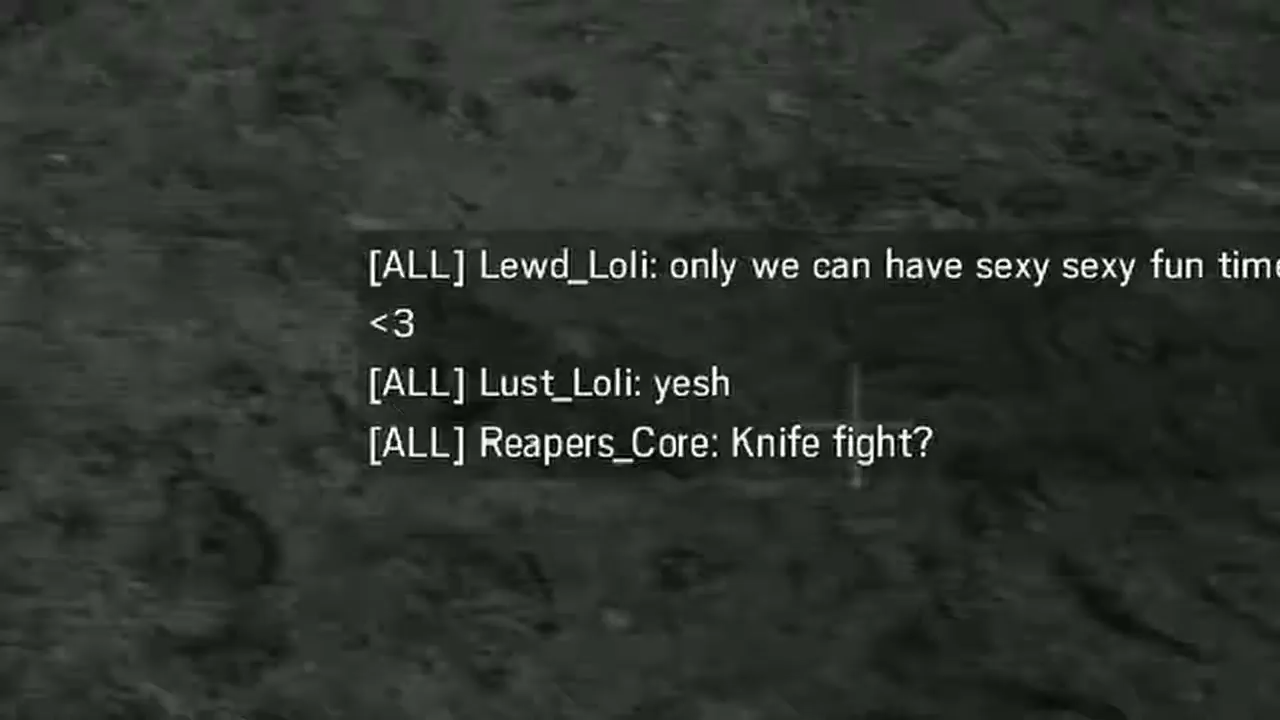 [ALL] Lewd_Loli: only we can have sexy sexy fun time
<3
[ALL] Lust_Loli: yesh
[ALL] Reapers_Core: Knife fight?